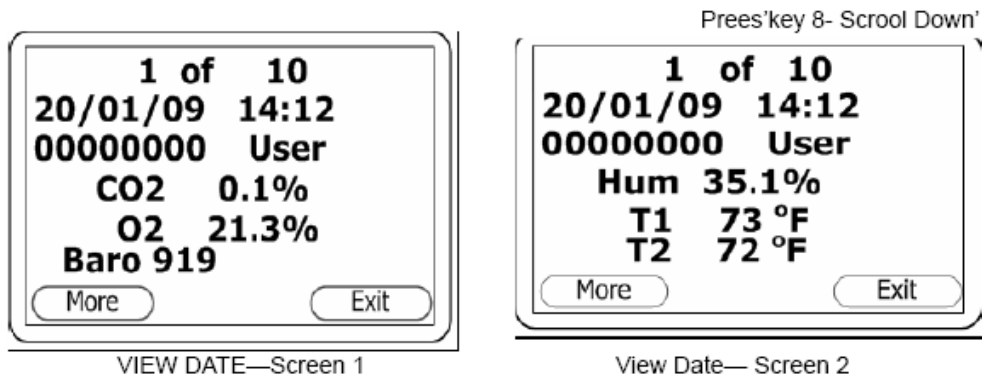 1 of 10
20/01/09 14:12
00000000 User
CO2 0.1%
O2 21.3%
Baro 919
More Exit
VIEW DATE—Screen 1
Prees'key 8- Scrool Down'
1 of 10
20/01/09 14:12
00000000 User
Hum 35.1%
T1 73 °F
T2 72 °F
More Exit
View Date— Screen 2